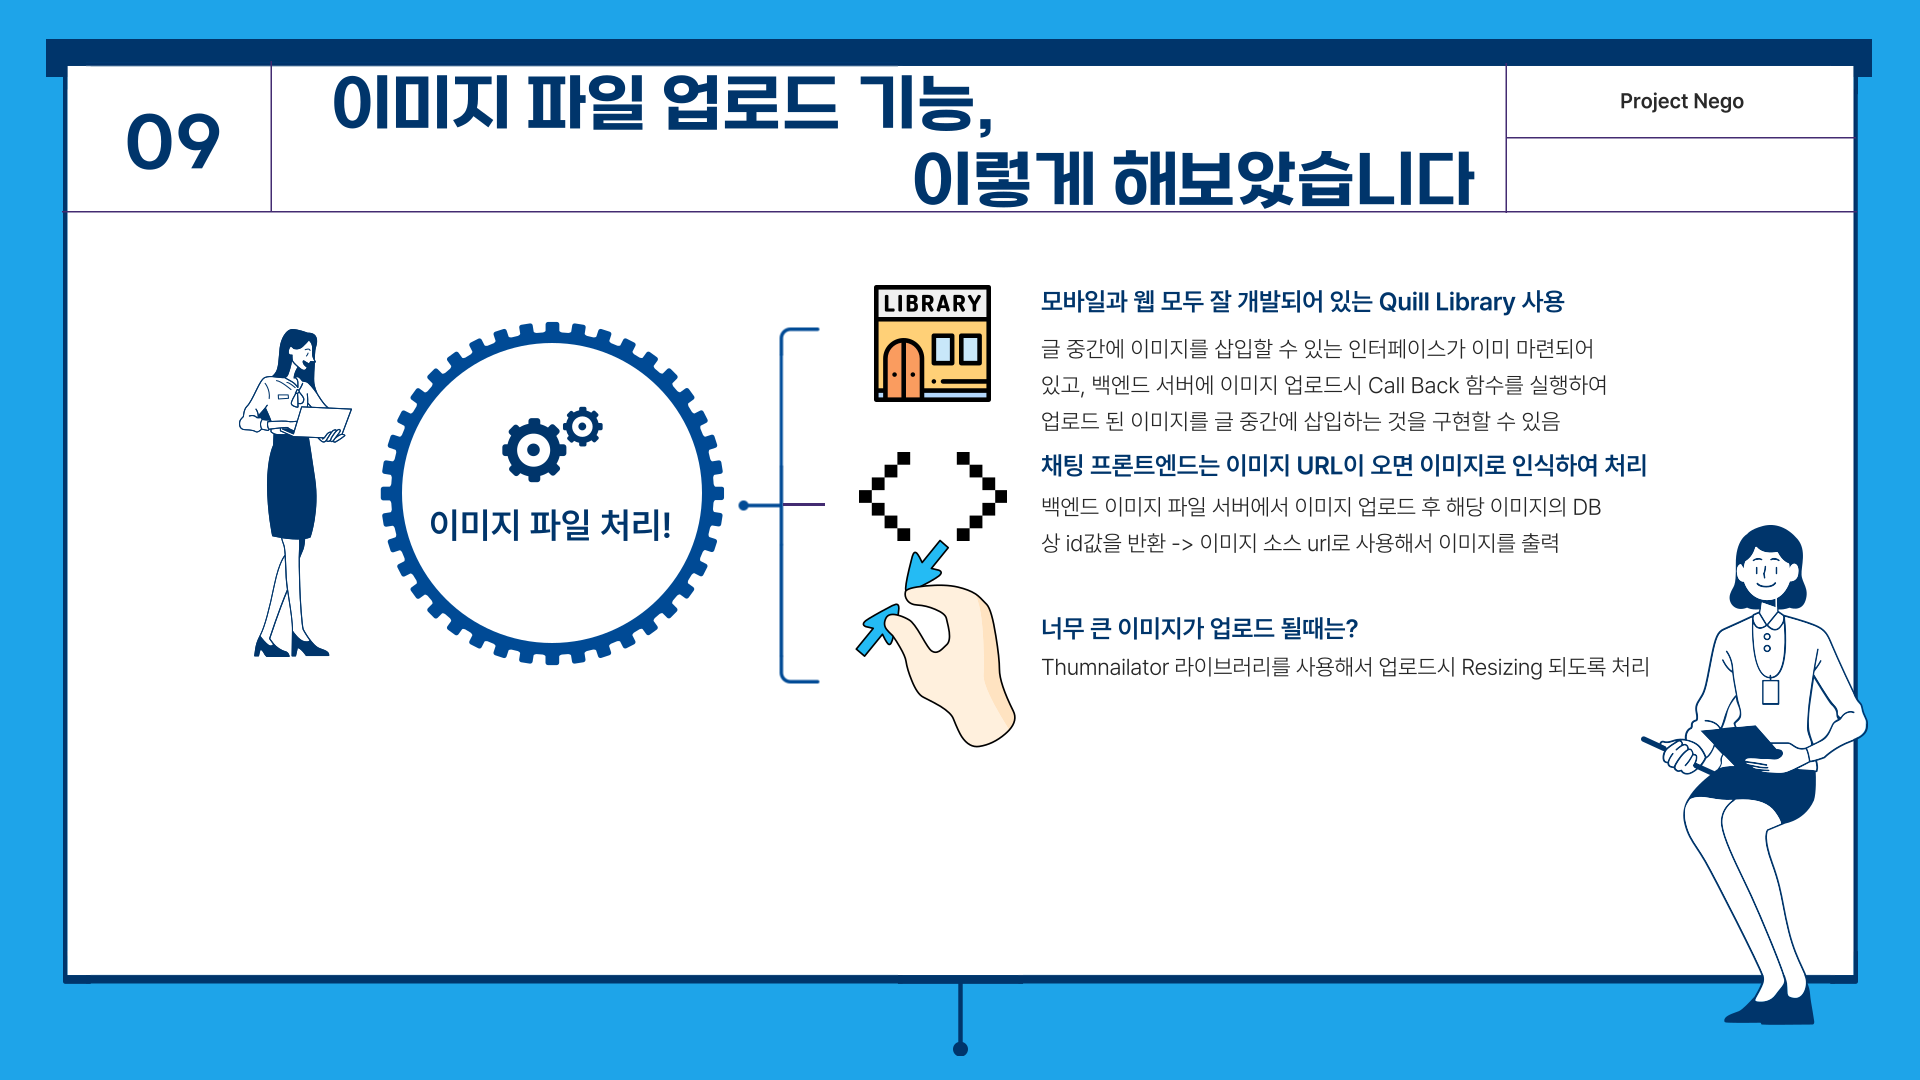 09
이미지 파일 업로드 기능,
이렇게 해보았습니다
Project Nego
이미지 파일 처리!
LIBRARY
모바일과 웹 모두 잘 개발되어 있는 Quill Library 사용
글 중간에 이미지를 삽입할 수 있는 인터페이스가 이미 마련되어
있고, 백엔드 서버에 이미지 업로드시 Call Back 함수를 실행하여
업로드 된 이미지를 글 중간에 삽입하는 것을 구현할 수 있음
채팅 프론트엔드는 이미지 URL이 오면 이미지로 인식하여 처리
백엔드 이미지 파일 서버에서 이미지 업로드 후 해당 이미지의 DB
상 id값을 반환 -> 이미지 소스 url로 사용해서 이미지를 출력
너무 큰 이미지가 업로드 될때는?
Thumnailator 라이브러리를 사용해서 업로드시 Resizing 되도록 처리